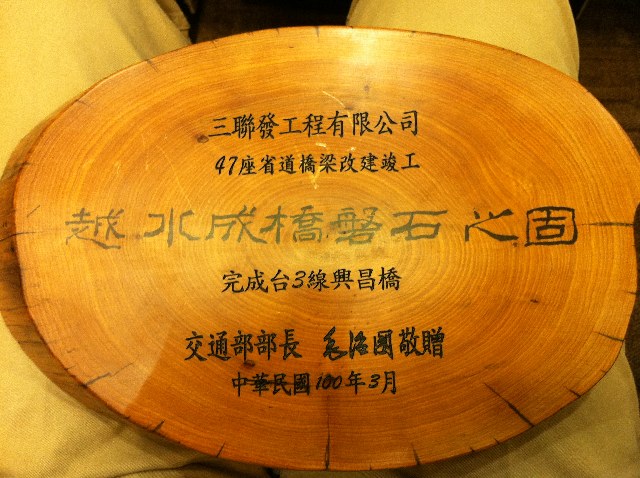 三聯發工程有限公司
47座省道橋梁改建竣工
越水成橋磐石之固
完成台3線興昌橋
交通部部長 毛治國敬贈
中華民國100年3月